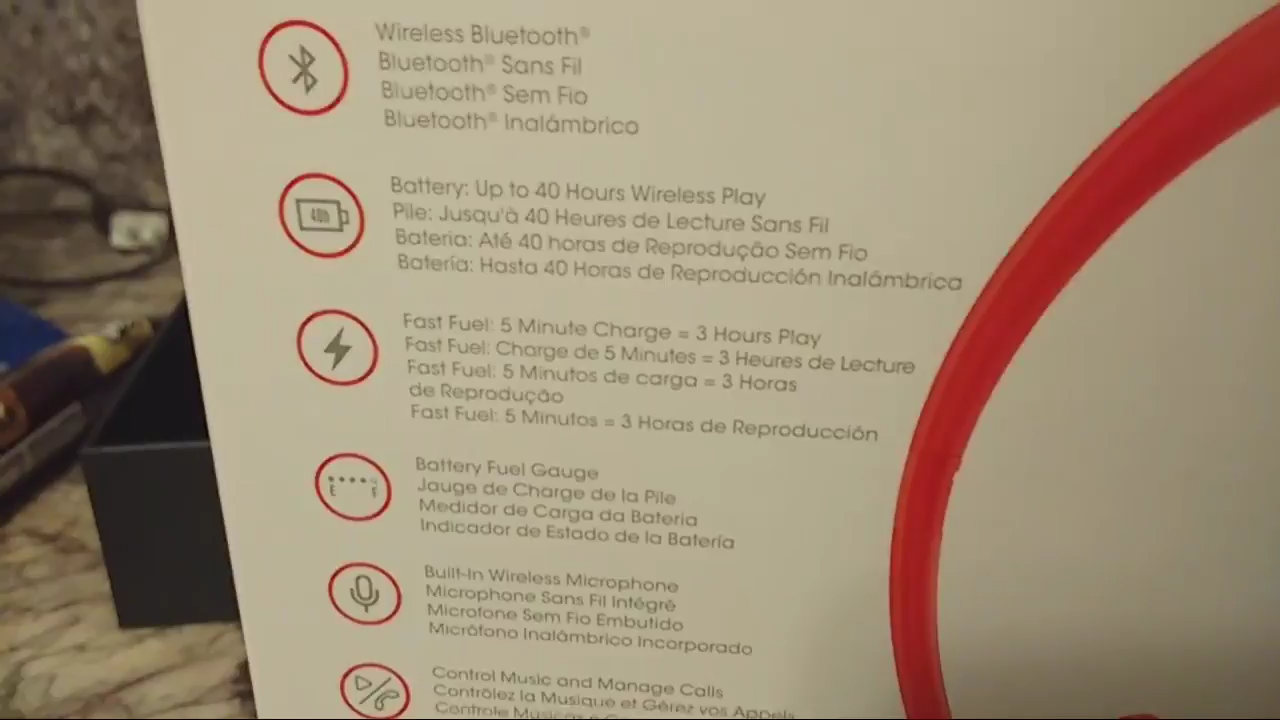 Wireless Bluetooth®
Bluetooth® Sans Fil
Bluetooth® Sem Fio
Bluetooth® Inalámbrico
40h
Battery: Up to 40 Hours Wireless Play
Pile: Jusqu'à 40 Heures de Lecture Sans Fil
Bateria: Até 40 horas de Reprodução Sem Fio
Batería: Hasta 40 Horas de Reproducción Inalámbrica
Fast Fuel: 5 Minute Charge = 3 Hours Play
Fast Fuel: Charge de 5 Minutes = 3 Heures de Lecture
Fast Fuel: 5 Minutos de carga = 3 Horas
de Reprodução
Fast Fuel: 5 Minutos = 3 Horas de Reproducción
E F
Battery Fuel Gauge
Jauge de Charge de la Pile
Medidor de Carga da Bateria
Indicador de Estado de la Batería
Built-In Wireless Microphone
Microphone Sans Fil Intégré
Microfone Sem Fio Embutido
Micrófono Inalámbrico Incorporado
Control Music and Manage Calls
Contrôlez la Musique et Gérez vos Appels
Controle Músicas e